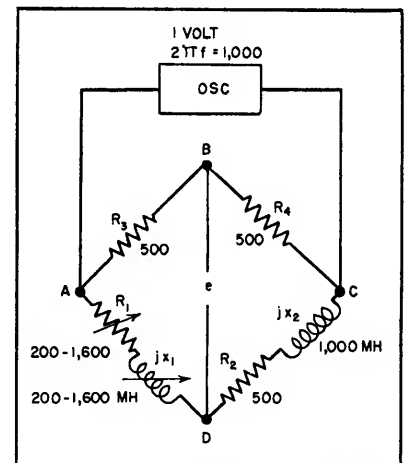 1 VOLT
2πf = 1,000
OSC
B
R3
R4
500
500
A
C
e
R1
jx2
jx1
1,000 MH
200-1,600
R2
200-1,600 MH
500
D